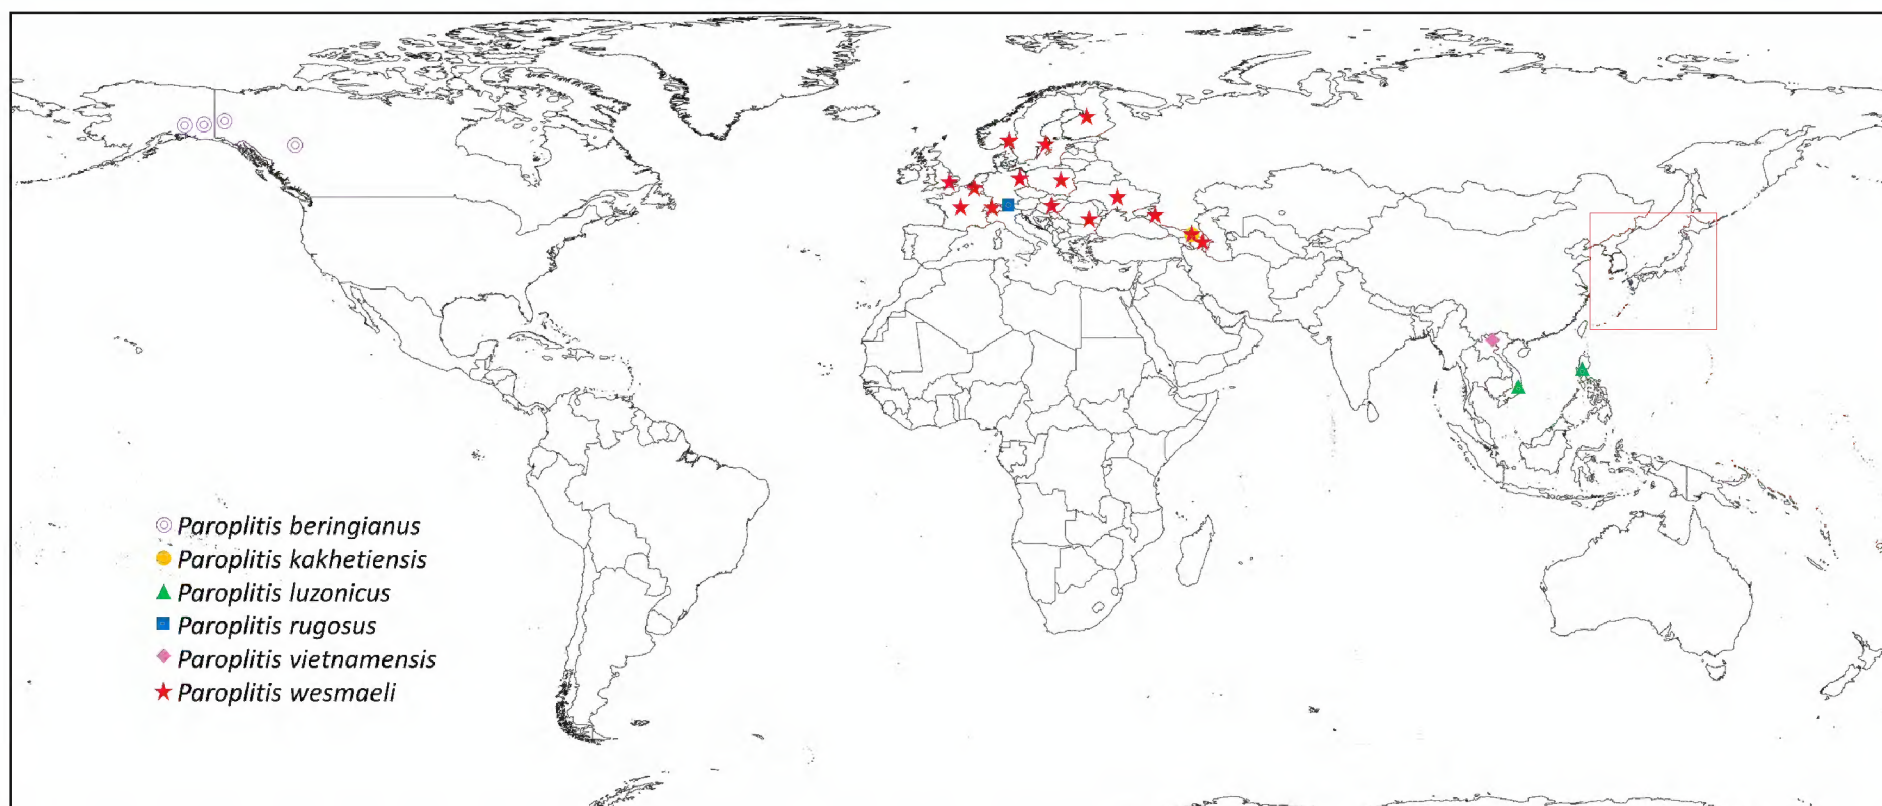 Paroplitis beringianus
Paroplitis kakhetiensis
Paroplitis luzonicus
Paroplitis rugosus
Paroplitis vietnamensis
Paroplitis wesmaeli